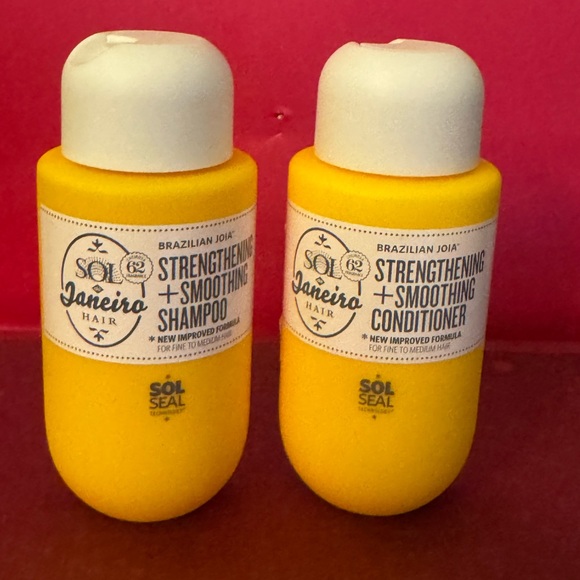 BRAZILIAN JOIA™
SOL
de
Janeiro
HAIR
62
STRENGTHENING
+SMOOTHING
SHAMPOO
* NEW IMPROVED FORMULA
FOR FINE TO MEDIUM HAIR
SOL
SEAL
BRAZILIAN JOIA™
SOL
de
Janeiro
HAIR
62
STRENGTHENING
+SMOOTHING
CONDITIONER
* NEW IMPROVED FORMULA
FOR FINE TO MEDIUM HAIR
SOL
SEAL